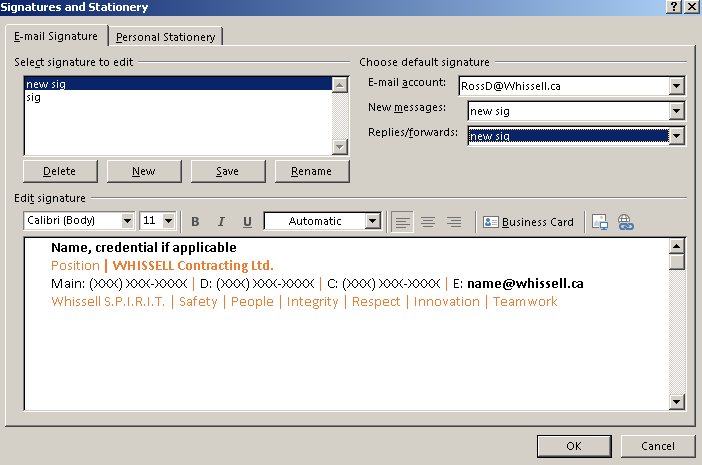 Signatures and Stationery
E-mail Signature
Personal Stationery
Select signature to edit
new sig
sig
Delete
New
Save
Rename
Choose default signature
E-mail account:
RossD@Whissell.ca
New messages:
new sig
Replies/forwards:
new sig
Edit signature
Calibri (Body)
11
B
I
U
Automatic
Business Card
Name, credential if applicable
Position | WHISSELL Contracting Ltd.
Main: (XXX) XXX-XXXX | D: (XXX) XXX-XXXX | C: (XXX) XXX-XXXX | E: name@whissell.ca
Whissell S.P.I.R.I.T. | Safety | People | Integrity | Respect | Innovation | Teamwork
OK
Cancel